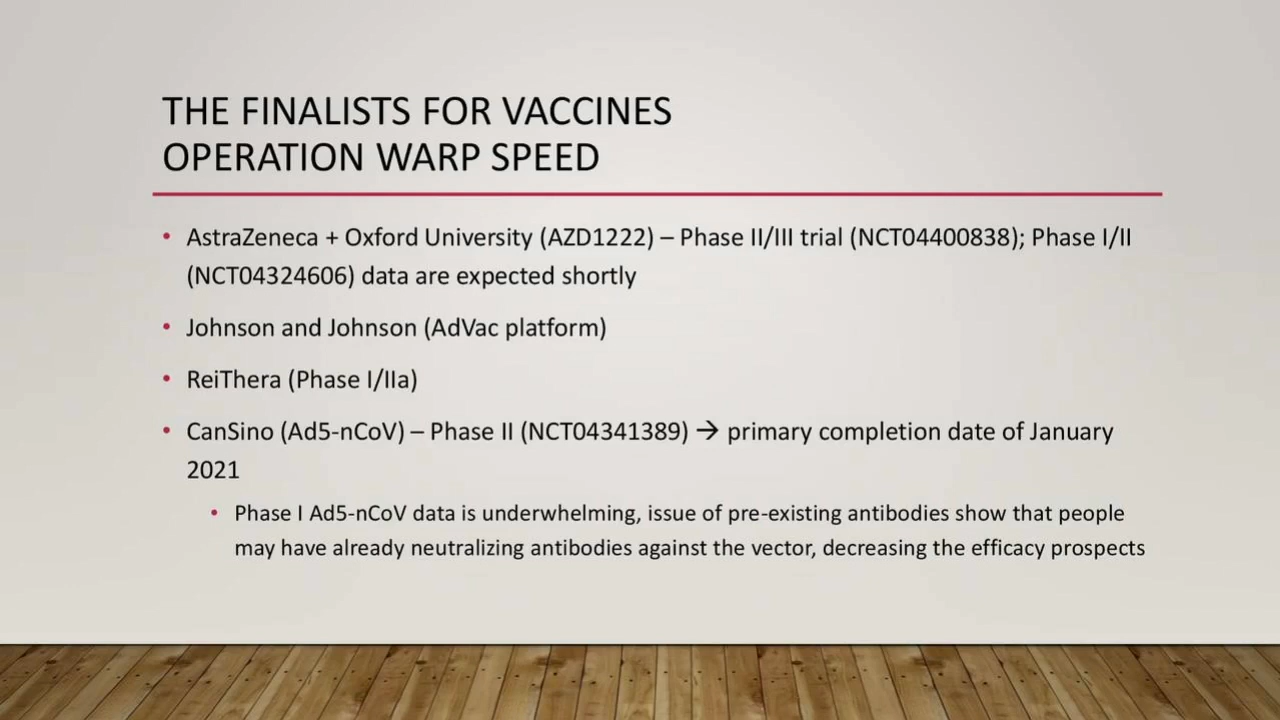 THE FINALISTS FOR VACCINES
OPERATION WARP SPEED
• AstraZeneca + Oxford University (AZD1222) – Phase II/III trial (NCT04400838); Phase I/II
(NCT04324606) data are expected shortly
• Johnson and Johnson (AdVac platform)
• ReiThera (Phase I/IIa)
• CanSino (Ad5-nCoV) – Phase II (NCT04341389) → primary completion date of January
2021
• Phase I Ad5-nCoV data is underwhelming, issue of pre-existing antibodies show that people
may have already neutralizing antibodies against the vector, decreasing the efficacy prospects